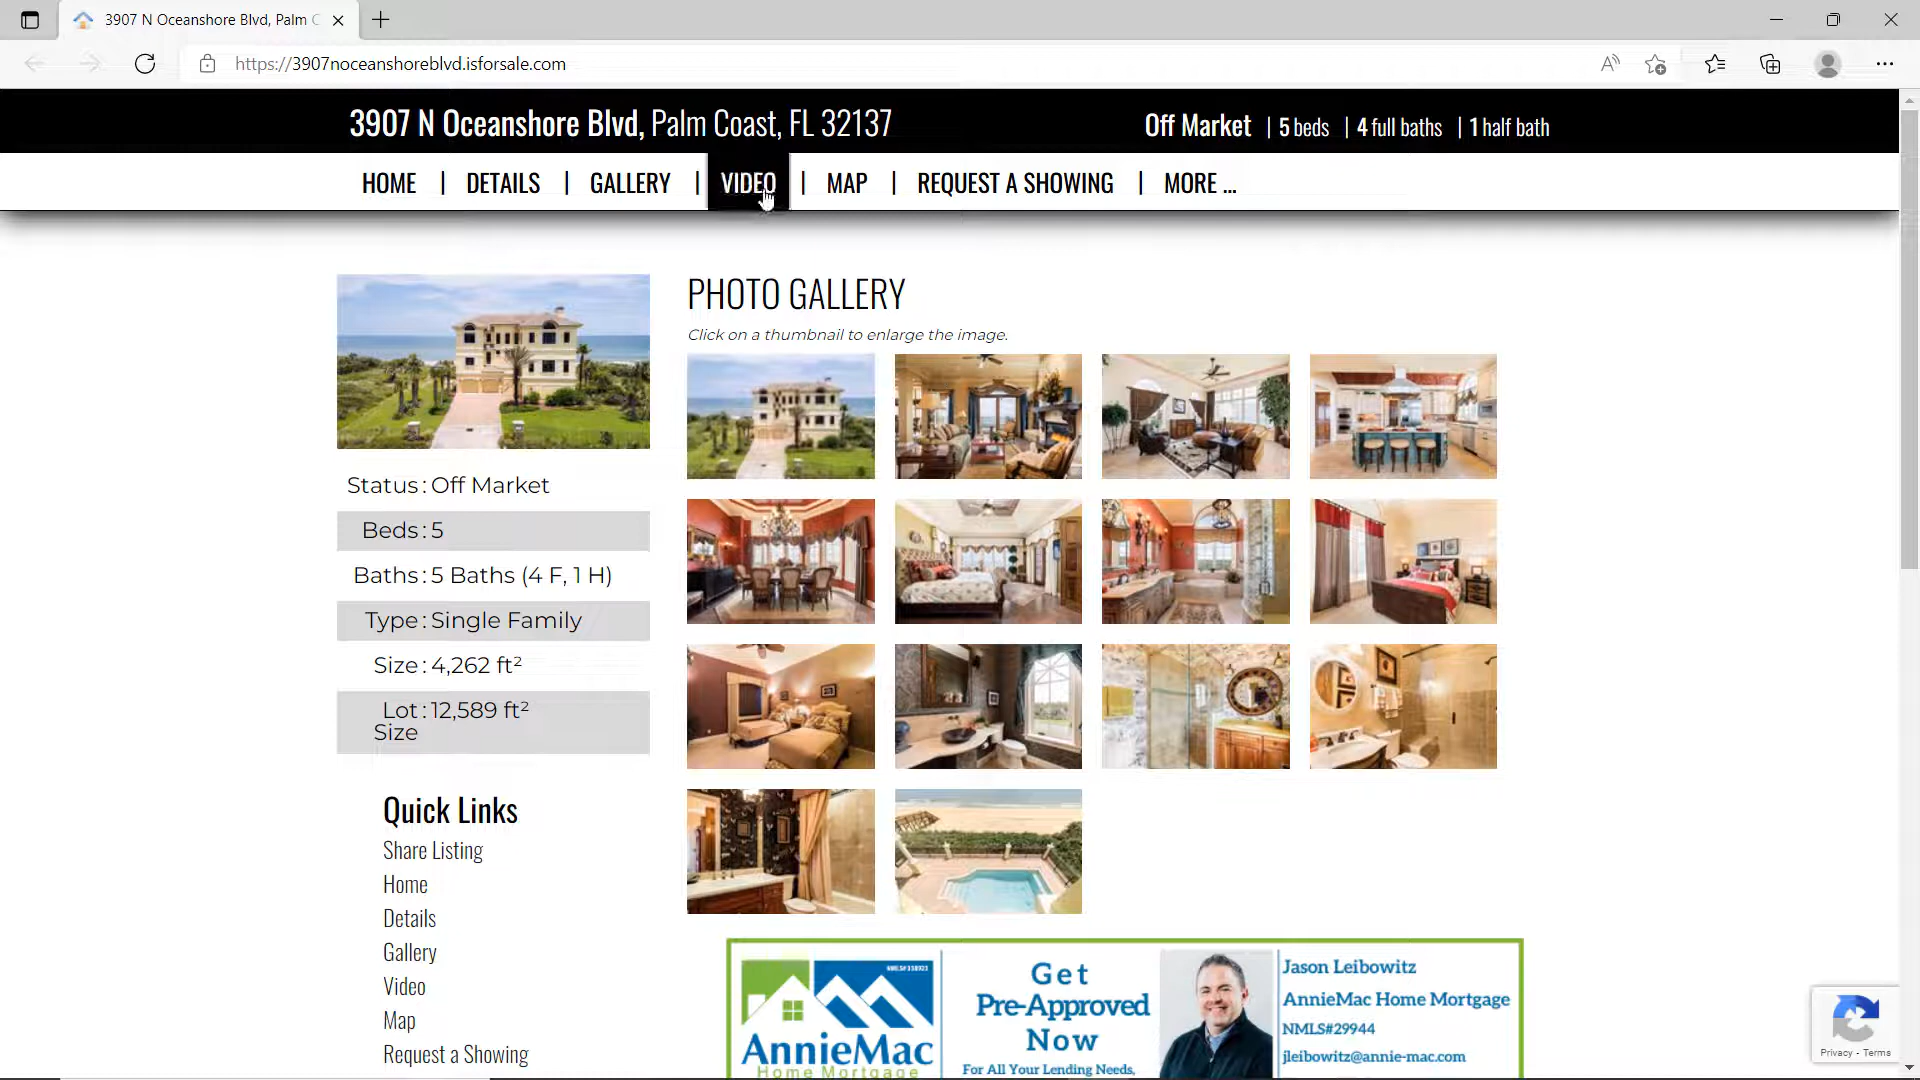 3907 N Oceanshore Blvd, Palm C
https://3907noceanshoreblvd.isforsale.com
3907 N Oceanshore Blvd, Palm Coast, FL 32137
Off Market | 5 beds | 4 full baths | 1 half bath
HOME | DETAILS | GALLERY | VIDEO | MAP | REQUEST A SHOWING | MORE ...
PHOTO GALLERY
Click on a thumbnail to enlarge the image.
Status: Off Market
Beds: 5
Baths: 5 Baths (4 F, 1 H)
Type: Single Family
Size: 4,262 ft²
Lot: 12,589 ft²
Size
Quick Links
Share Listing
Home
Details
Gallery
Video
Map
Request a Showing
AnnieMac
Home Mortgage
Get
Pre-Approved
Now
For All Your Lending Needs,
Jason Leibowitz
AnnieMac Home Mortgage
NMLS#29944
jleibowitz@annie-mac.com
Privacy - Terms